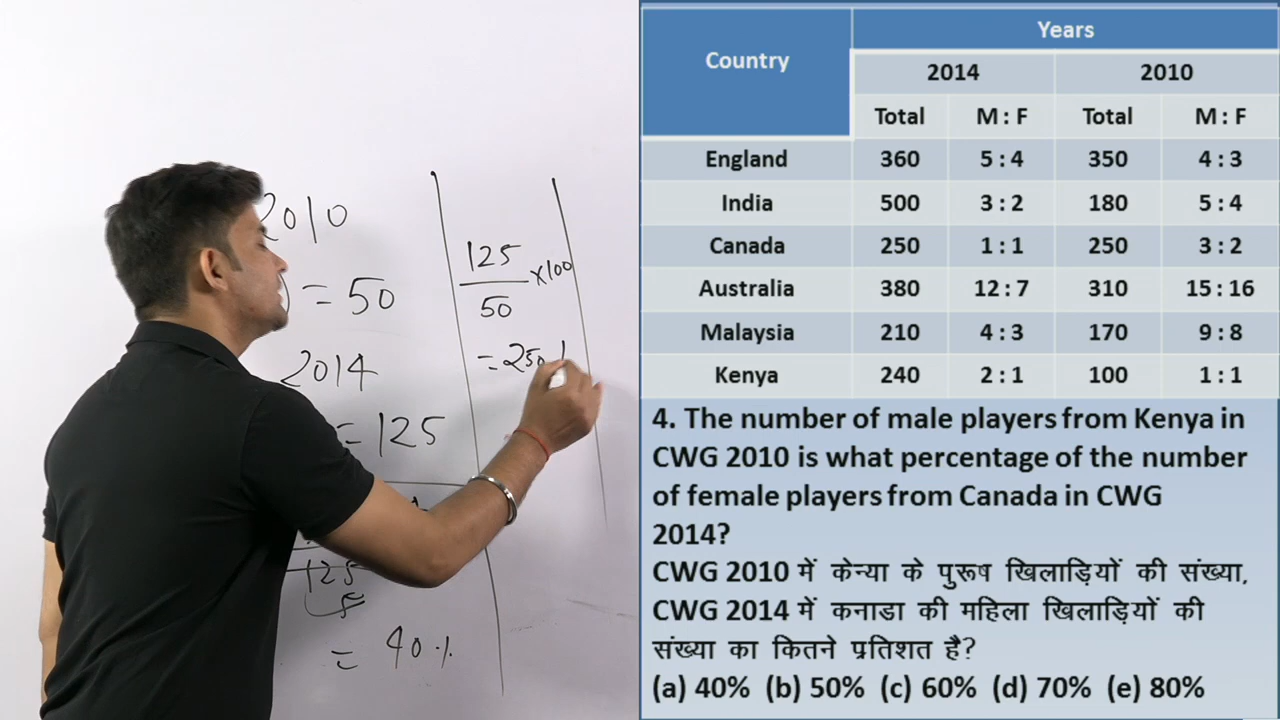 2010
= 50
2014
= 125
125
= 40%
125
50
×100
= 250%
Country
Years
2014
2010
Total
M : F
Total
M : F
England 360 5 : 4 350 4 : 3
India 500 3 : 2 180 5 : 4
Canada 250 1 : 1 250 3 : 2
Australia 380 12 : 7 310 15 : 16
Malaysia 210 4 : 3 170 9 : 8
Kenya 240 2 : 1 100 1 : 1
4. The number of male players from Kenya in
CWG 2010 is what percentage of the number
of female players from Canada in CWG
2014?
CWG 2010 में केन्या के पुरूष खिलाड़ियों की संख्या,
CWG 2014 में कनाडा की महिला खिलाड़ियों की
संख्या का कितने प्रतिशत है?
(a) 40% (b) 50% (c) 60% (d) 70% (e) 80%